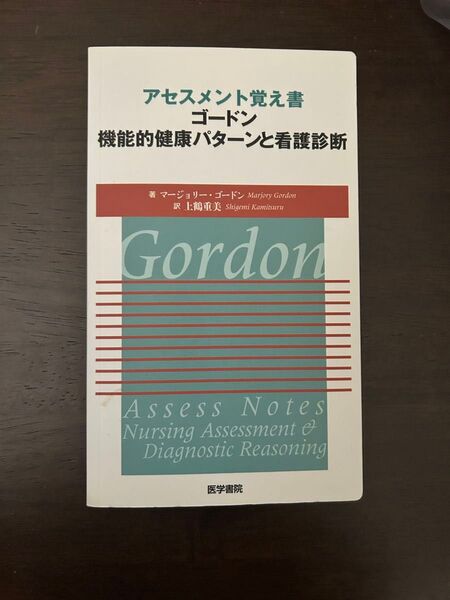 アセスメント覚え書
ゴードン
機能的健康パターンと看護診断
著 マージョリー・ゴードン Marjory Gordon
訳 上鶴重美 Shigemi Kamitsuru
Gordon
Assess Notes
Nursing Assessment &
Diagnostic Reasoning
医学書院